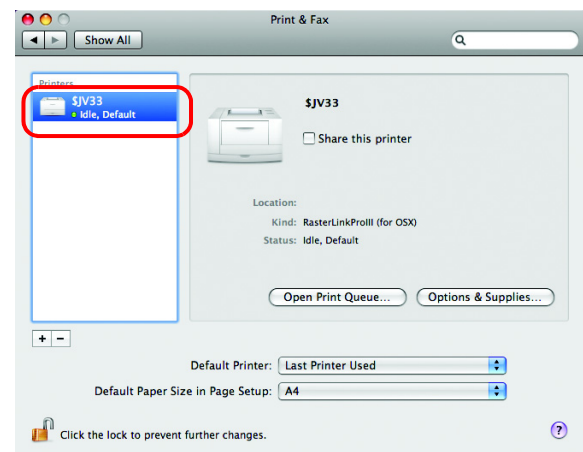 Print & Fax
Show All
Printers
$JV33
Idle, Default
$JV33
Share this printer
Location:
Kind: RasterLinkProIII (for OSX)
Status: Idle, Default
Open Print Queue... Options & Supplies...
+ −
Default Printer: Last Printer Used
Default Paper Size in Page Setup: A4
Click the lock to prevent further changes. ?